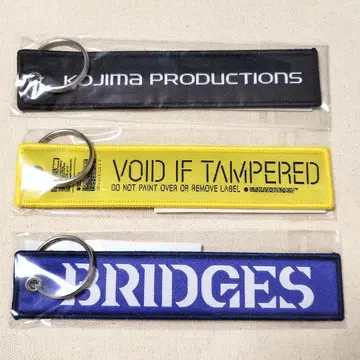 KOJIMA PRODUCTIONS
VOID IF TAMPERED
DO NOT PAINT OVER OR REMOVE LABEL
BRIDGES